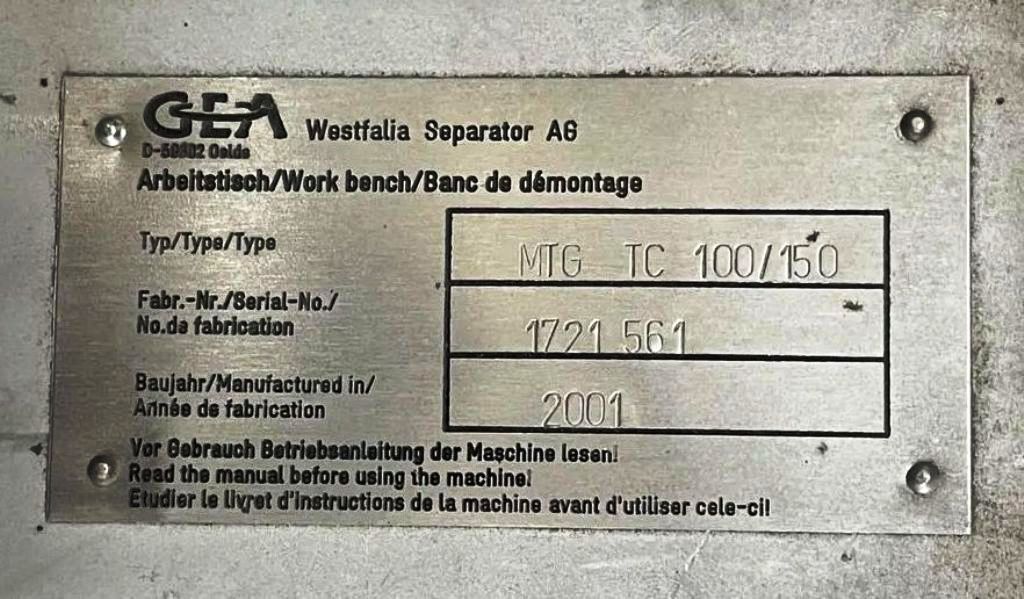 GEA Westfalia Separator AG
D-59302 Oelde
Arbeitstisch/Work bench/Banc de démontage
Typ/Type/Type MTG TC 100/150
Fabr.-Nr./Serial-No./
No.de fabrication 1721 561
Baujahr/Manufactured in/
Année de fabrication 2001
Vor Gebrauch Betriebsanleitung der Maschine lesen!
Read the manual before using the machine!
Etudier le livret d'instructions de la machine avant d'utiliser cele-ci!